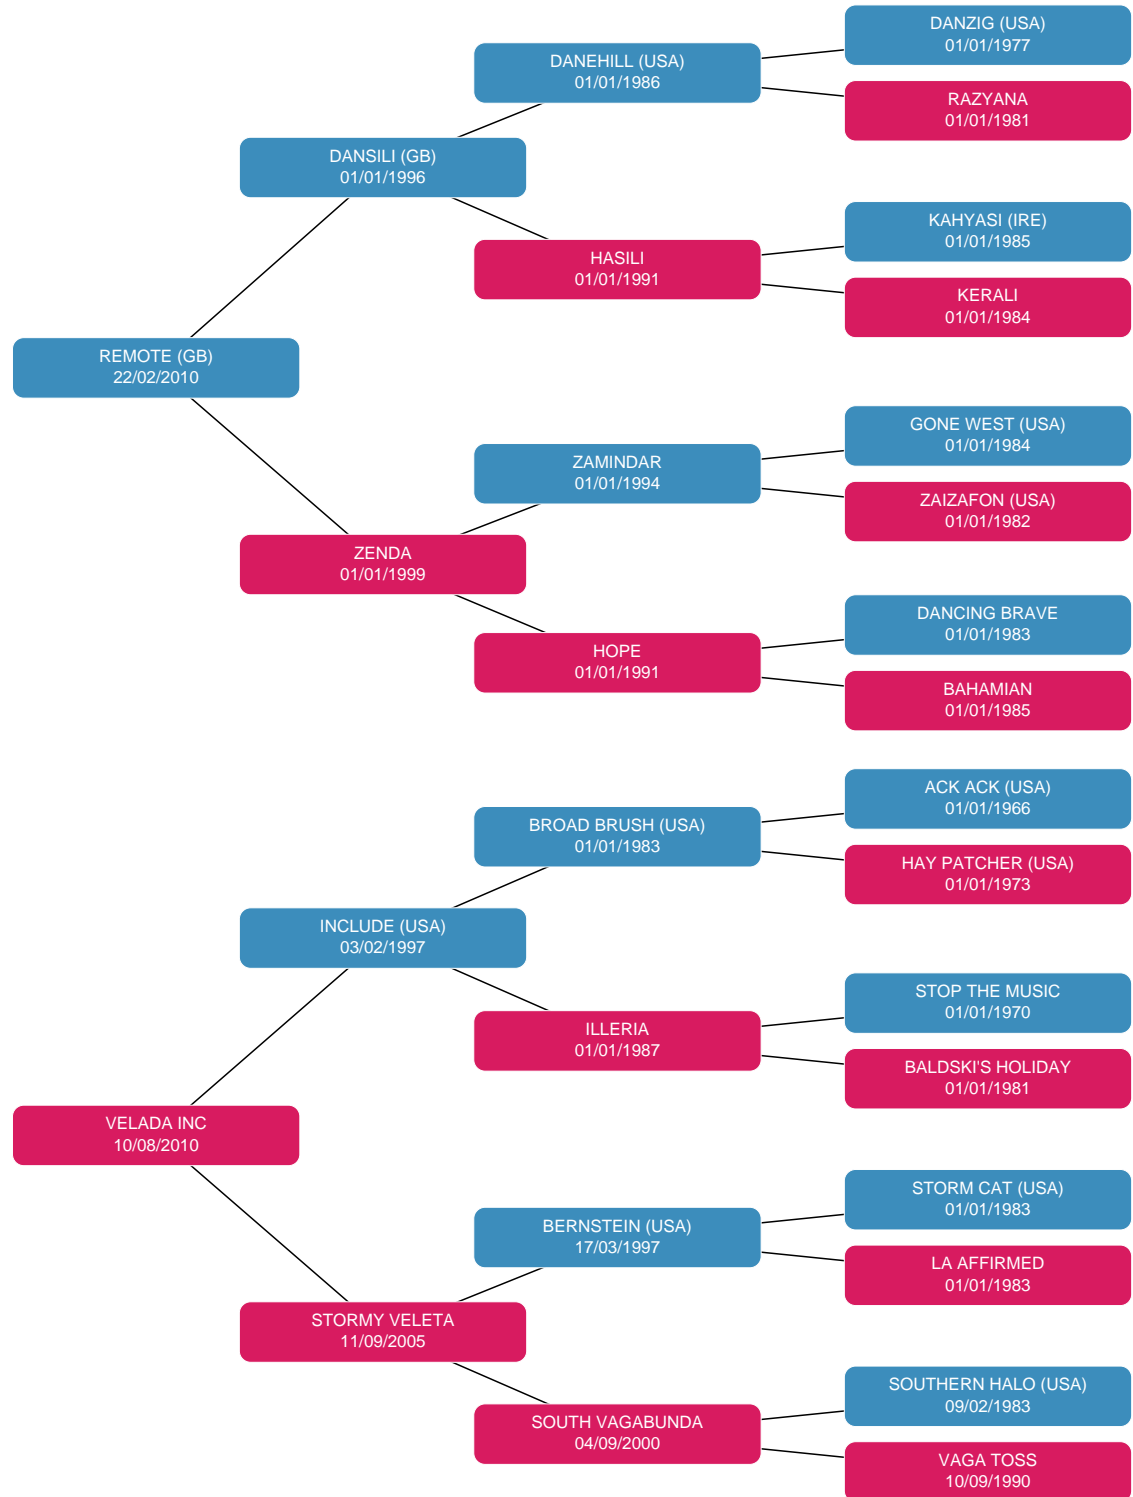 DANZIG (USA)
01/01/1977
DANEHILL (USA)
01/01/1986
RAZYANA
01/01/1981
DANSILI (GB)
01/01/1996
KAHYASI (IRE)
01/01/1985
HASILI
01/01/1991
KERALI
01/01/1984
REMOTE (GB)
22/02/2010
GONE WEST (USA)
01/01/1984
ZAMINDAR
01/01/1994
ZAIZAFON (USA)
01/01/1982
ZENDA
01/01/1999
DANCING BRAVE
01/01/1983
HOPE
01/01/1991
BAHAMIAN
01/01/1985
ACK ACK (USA)
01/01/1966
BROAD BRUSH (USA)
01/01/1983
HAY PATCHER (USA)
01/01/1973
INCLUDE (USA)
03/02/1997
STOP THE MUSIC
01/01/1970
ILLERIA
01/01/1987
BALDSKI'S HOLIDAY
01/01/1981
VELADA INC
10/08/2010
STORM CAT (USA)
01/01/1983
BERNSTEIN (USA)
17/03/1997
LA AFFIRMED
01/01/1983
STORMY VELETA
11/09/2005
SOUTHERN HALO (USA)
09/02/1983
SOUTH VAGABUNDA
04/09/2000
VAGA TOSS
10/09/1990